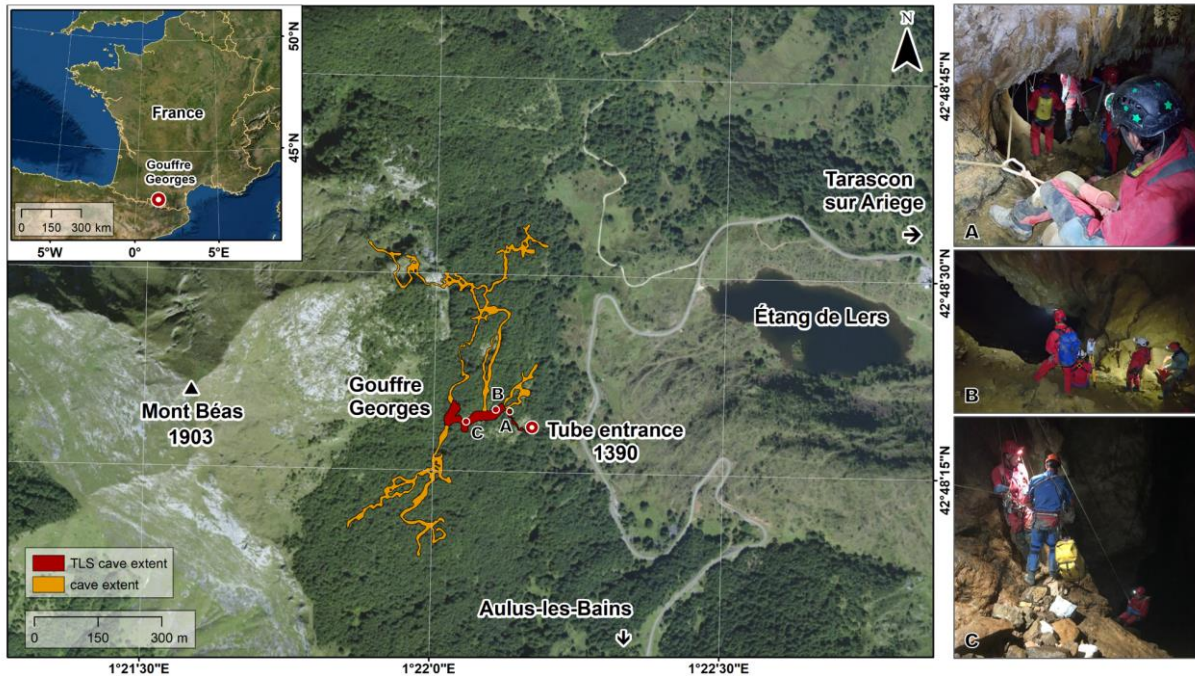 France
Gouffre
Georges
0 150 300 km
5°W
0°
5°E
50°N
45°N
N
42°48'45"N
42°48'30"N
42°48'15"N
Tarascon
sur Ariege
Étang de Lers
Mont Béas
1903
Gouffre
Georges
B
A
C
Tube entrance
1390
TLS cave extent
cave extent
0 150 300 m
Aulus-les-Bains
1°21'30"E
1°22'0"E
1°22'30"E
A
B
C